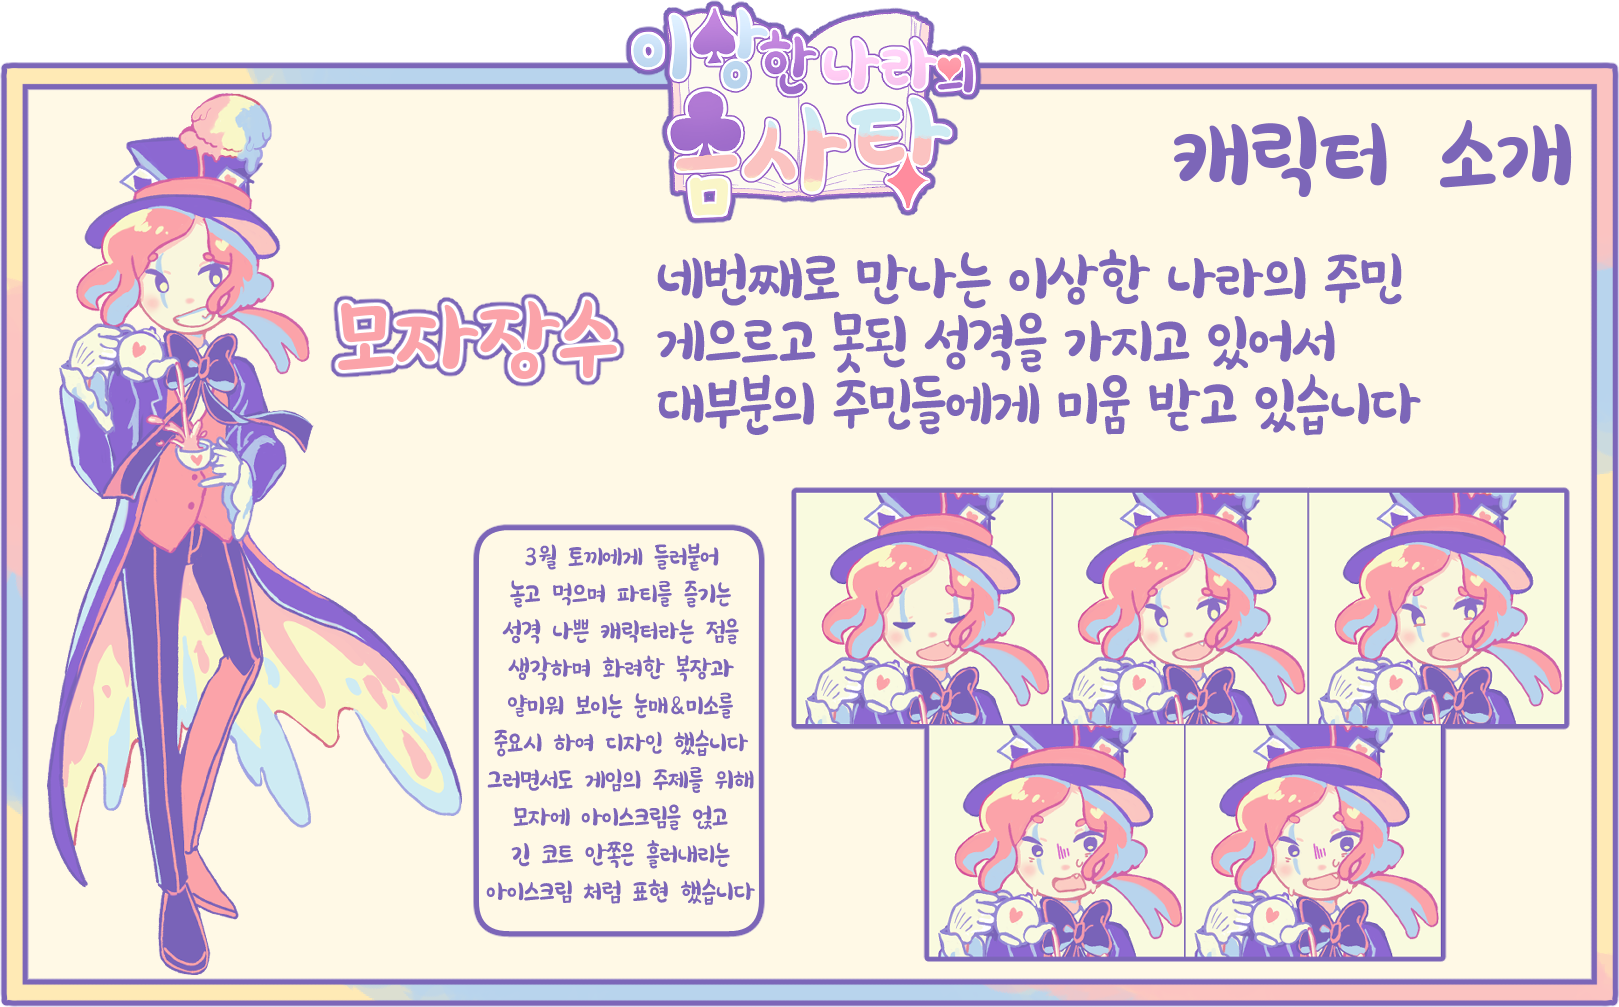 이상한 나라의
솜사탕
캐릭터 소개
모자장수
네번째로 만나는 이상한 나라의 주민
게으르고 못된 성격을 가지고 있어서
대부분의 주민들에게 미움 받고 있습니다
3월 토끼에게 들러붙어
놀고 먹으며 파티를 즐기는
성격 나쁜 캐릭터라는 점을
생각하며 화려한 복장과
얄미워 보이는 눈매&미소를
중요시 하여 디자인 했습니다
그러면서도 게임의 주제를 위해
모자에 아이스크림을 얹고
긴 코트 안쪽은 흘러내리는
아이스크림 처럼 표현 했습니다